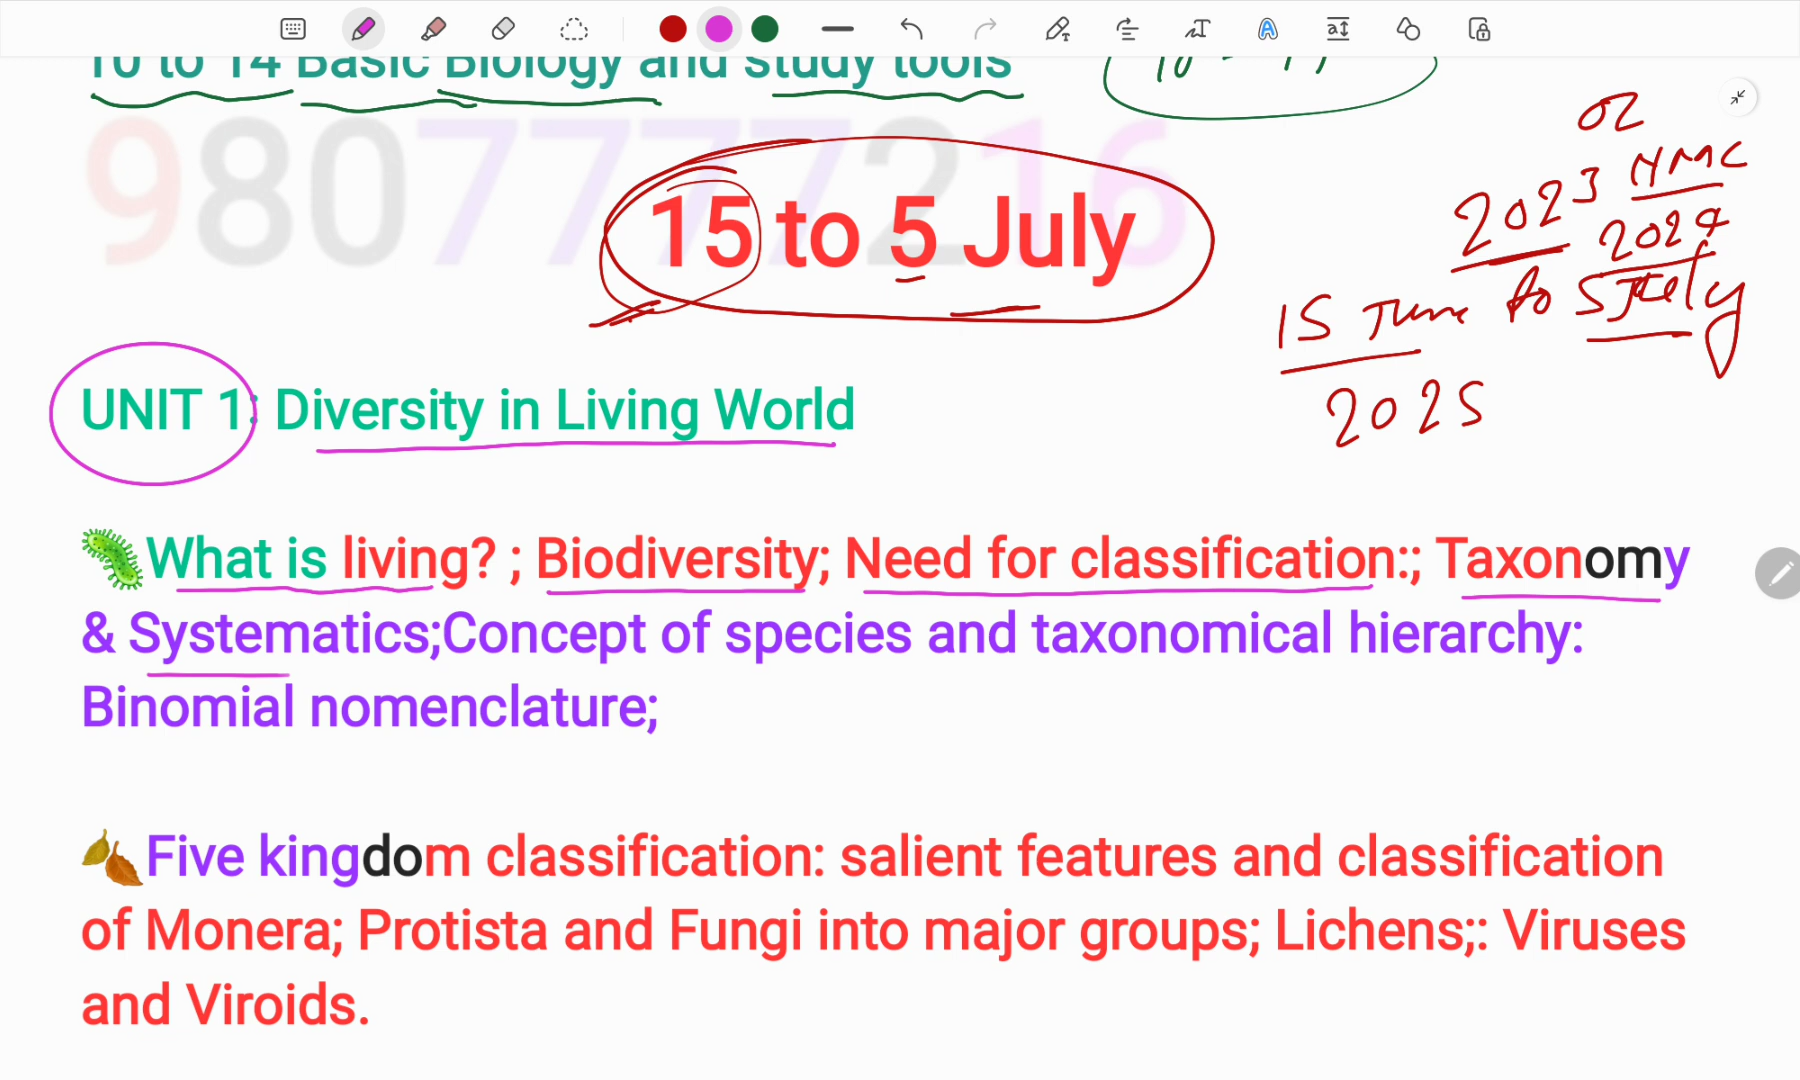 10 to 14 Basic Biology and study tools
9807777216
15 to 5 July
02
2023 NMC
2024
15 June to 5 July
2025
UNIT 1: Diversity in Living World
What is living? ; Biodiversity; Need for classification:; Taxonomy
& Systematics;Concept of species and taxonomical hierarchy:
Binomial nomenclature;
Five kingdom classification: salient features and classification
of Monera; Protista and Fungi into major groups; Lichens;: Viruses
and Viroids.